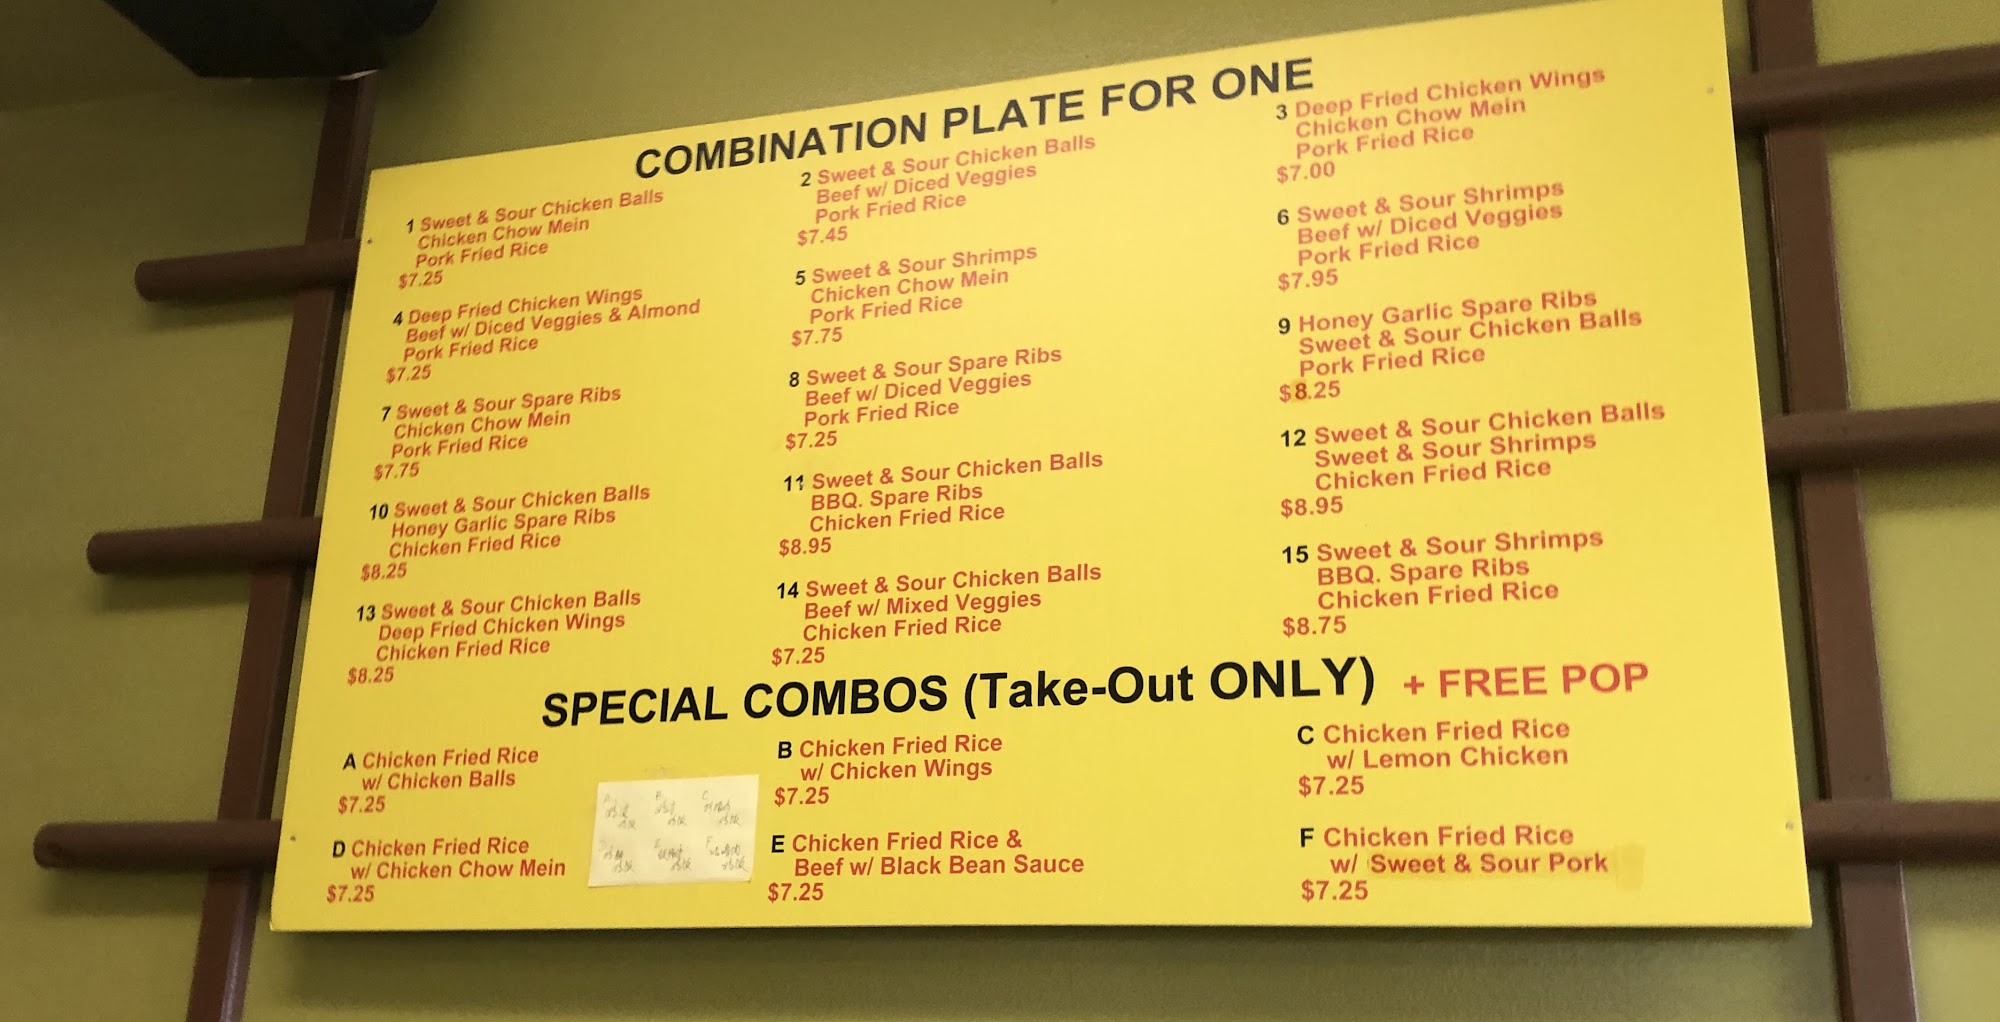 COMBINATION PLATE FOR ONE
1 Sweet & Sour Chicken Balls
Chicken Chow Mein
Pork Fried Rice
$7.25
2 Sweet & Sour Chicken Balls
Beef w/ Diced Veggies
Pork Fried Rice
$7.45
3 Deep Fried Chicken Wings
Chicken Chow Mein
Pork Fried Rice
$7.00
4 Deep Fried Chicken Wings
Beef w/ Diced Veggies & Almond
Pork Fried Rice
$7.25
5 Sweet & Sour Shrimps
Chicken Chow Mein
Pork Fried Rice
$7.75
6 Sweet & Sour Shrimps
Beef w/ Diced Veggies
Pork Fried Rice
$7.95
7 Sweet & Sour Spare Ribs
Chicken Chow Mein
Pork Fried Rice
$7.75
8 Sweet & Sour Spare Ribs
Beef w/ Diced Veggies
Pork Fried Rice
$7.25
9 Honey Garlic Spare Ribs
Sweet & Sour Chicken Balls
Pork Fried Rice
$8.25
10 Sweet & Sour Chicken Balls
Honey Garlic Spare Ribs
Chicken Fried Rice
$8.25
11 Sweet & Sour Chicken Balls
BBQ. Spare Ribs
Chicken Fried Rice
$8.95
12 Sweet & Sour Chicken Balls
Sweet & Sour Shrimps
Chicken Fried Rice
$8.95
13 Sweet & Sour Chicken Balls
Deep Fried Chicken Wings
Chicken Fried Rice
$8.25
14 Sweet & Sour Chicken Balls
Beef w/ Mixed Veggies
Chicken Fried Rice
$7.25
15 Sweet & Sour Shrimps
BBQ. Spare Ribs
Chicken Fried Rice
$8.75
SPECIAL COMBOS (Take-Out ONLY) + FREE POP
A Chicken Fried Rice
w/ Chicken Balls
$7.25
B Chicken Fried Rice
w/ Chicken Wings
$7.25
C Chicken Fried Rice
w/ Lemon Chicken
$7.25
D Chicken Fried Rice
w/ Chicken Chow Mein
$7.25
E Chicken Fried Rice &
Beef w/ Black Bean Sauce
$7.25
F Chicken Fried Rice
w/ Sweet & Sour Pork
$7.25